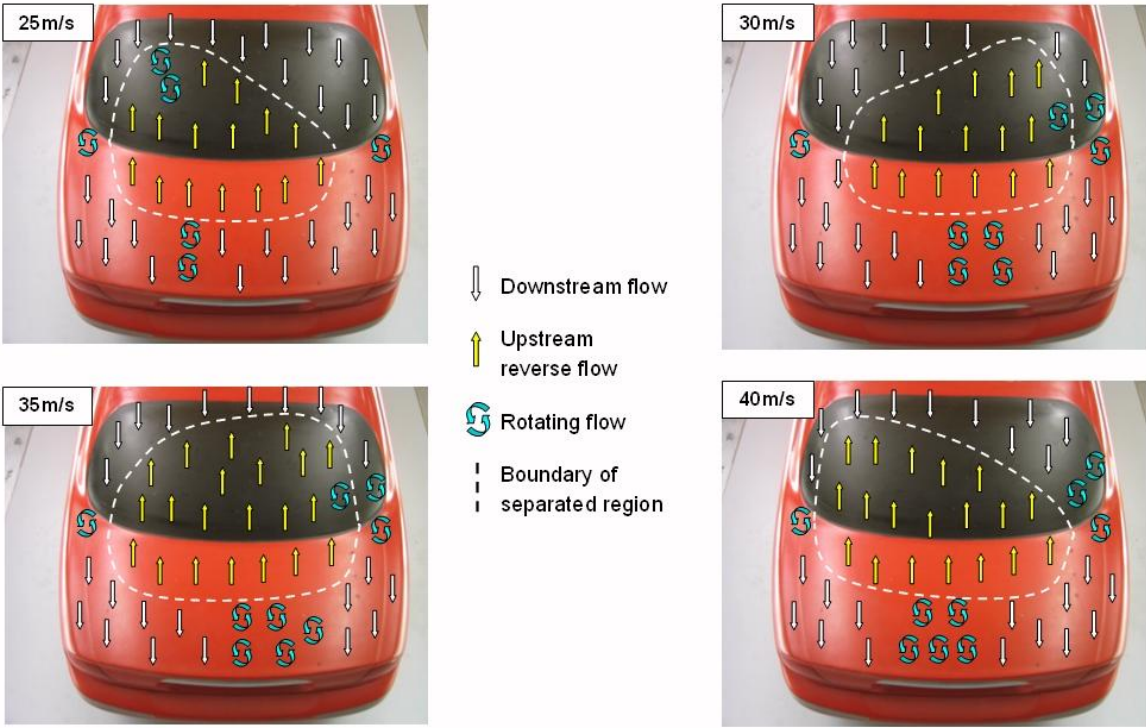 25m/s
30m/s
Downstream flow
Upstream
reverse flow
Rotating flow
Boundary of
separated region
35m/s
40m/s